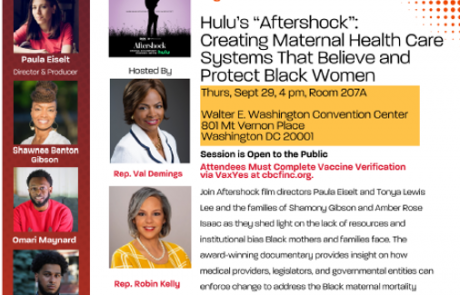 Paula Eiselt
Director & Producer
Shawnee Benton
Gibson
Omari Maynard
Aftershock
hulu
Hosted By
Rep. Val Demings
Rep. Robin Kelly
Hulu's “Aftershock”:
Creating Maternal Health Care
Systems That Believe and
Protect Black Women
Thurs, Sept 29, 4 pm, Room 207A
Walter E. Washington Convention Center
801 Mt Vernon Place
Washington DC 20001
Session is Open to the Public
Attendees Must Complete Vaccine Verification
via VaxYes at cbcfinc.org.
Join Aftershock film directors Paula Eiselt and Tonya Lewis
Lee and the families of Shamony Gibson and Amber Rose
Isaac as they shed light on the lack of resources and
institutional bias Black mothers and families face. The
award-winning documentary provides insight on how
medical providers, legislators, and governmental entities can
enforce change to address the Black maternal mortality